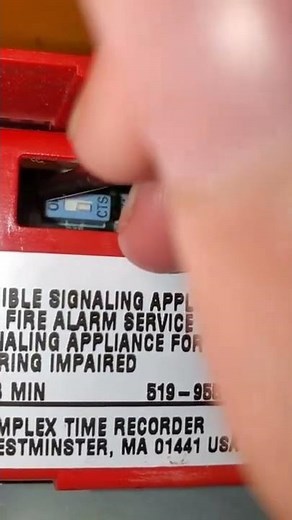 CTS
IBLE SIGNALING APPL
FIRE ALARM SERVICE
NALING APPLIANCE FOR
RING IMPAIRED
MIN 519-95
MPLEX TIME RECORDER
ESTMINSTER, MA 01441 USA